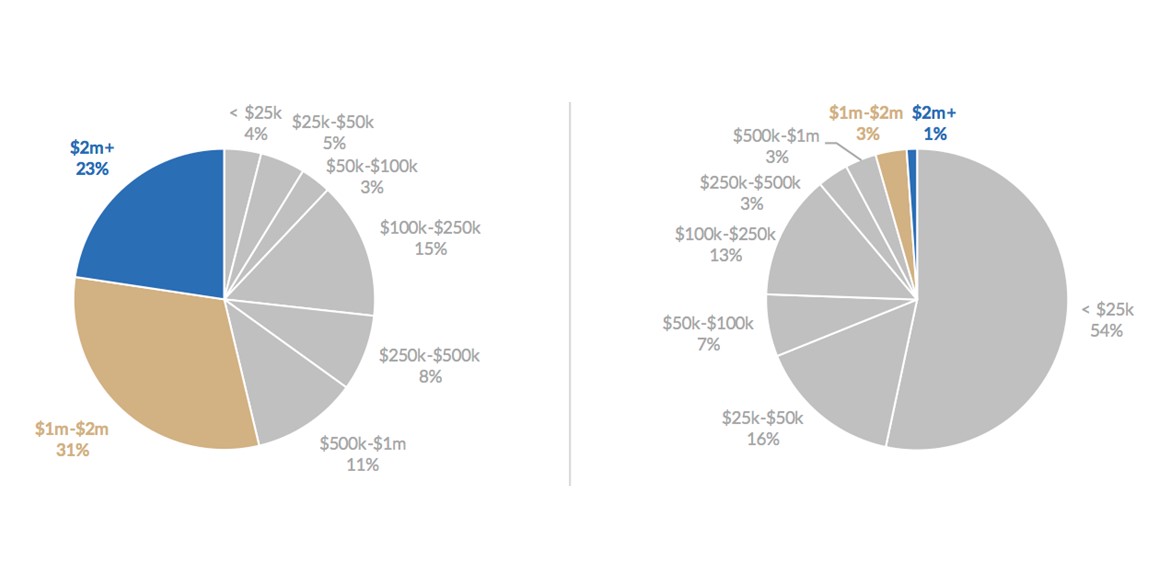 < $25k
4%
$25k-$50k
5%
$50k-$100k
3%
$100k-$250k
15%
$250k-$500k
8%
$500k-$1m
11%
$1m-$2m
31%
$2m+
23%
< $25k
54%
$25k-$50k
16%
$50k-$100k
7%
$100k-$250k
13%
$250k-$500k
3%
$500k-$1m
3%
$1m-$2m
3%
$2m+
1%